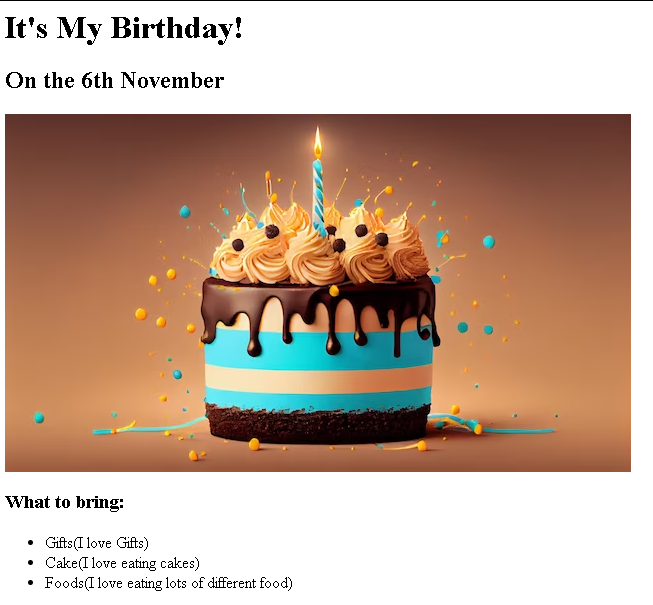 It's My Birthday!
On the 6th November
What to bring:
Gifts(I love Gifts)
Cake(I love eating cakes)
Foods(I love eating lots of different food)